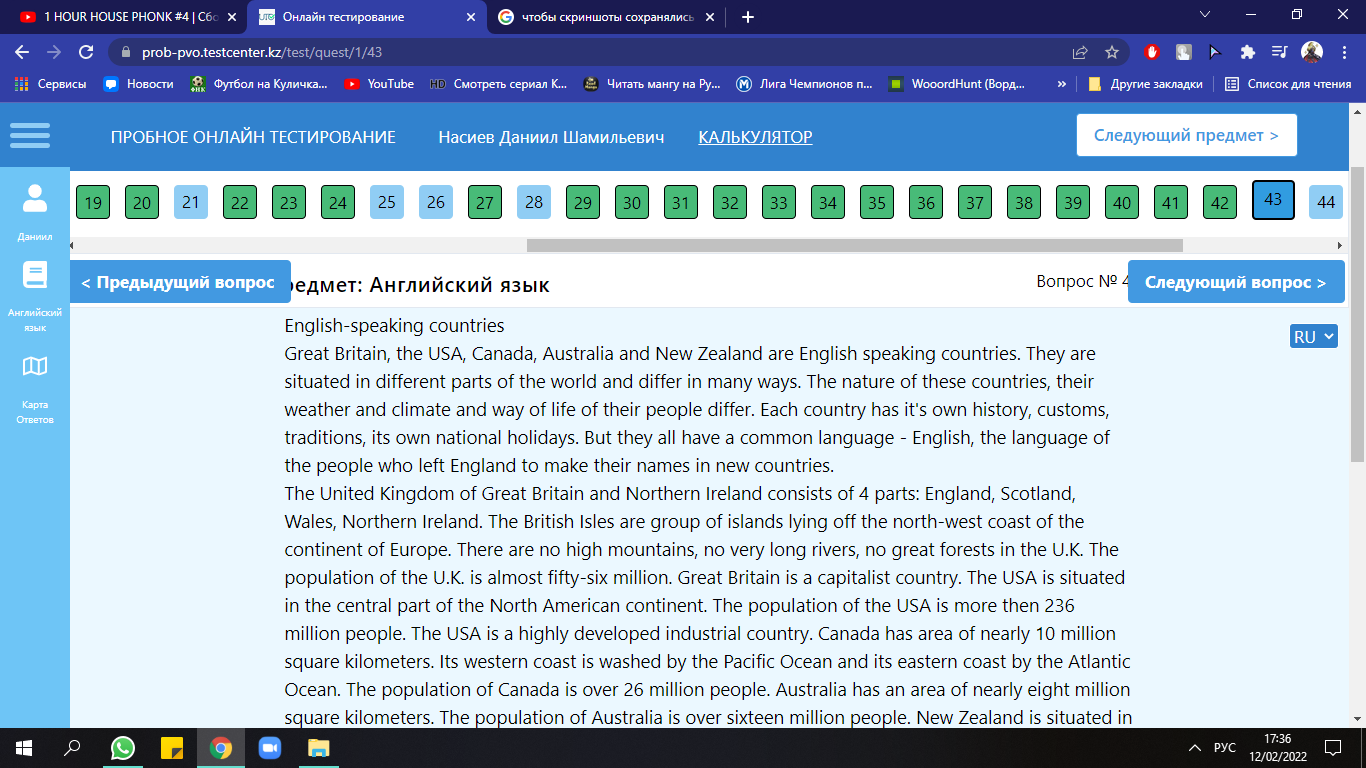 1 HOUR HOUSE PHONK #4 | Сбо
Онлайн тестирование
чтобы скриншоты сохранялись
prob-pvo.testcenter.kz/test/quest/1/43
Сервисы
Новости
Футбол на Куличка...
YouTube
HD Смотреть сериал К...
Читать мангу на Ру...
Лига Чемпионов п...
WooordHunt (Ворд...
»
Другие закладки
Список для чтения
ПРОБНОЕ ОНЛАЙН ТЕСТИРОВАНИЕ
Насиев Даниил Шамильевич
КАЛЬКУЛЯТОР
Следующий предмет >
19 20 21 22 23 24 25 26 27 28 29 30 31 32 33 34 35 36 37 38 39 40 41 42 43 44
Даниил
Английский
язык
Карта
Ответов
< Предыдущий вопрос
редмет: Английский язык
Вопрос № 4
Следующий вопрос >
RU
English-speaking countries
Great Britain, the USA, Canada, Australia and New Zealand are English speaking countries. They are
situated in different parts of the world and differ in many ways. The nature of these countries, their
weather and climate and way of life of their people differ. Each country has it's own history, customs,
traditions, its own national holidays. But they all have a common language - English, the language of
the people who left England to make their names in new countries.
The United Kingdom of Great Britain and Northern Ireland consists of 4 parts: England, Scotland,
Wales, Northern Ireland. The British Isles are group of islands lying off the north-west coast of the
continent of Europe. There are no high mountains, no very long rivers, no great forests in the U.K. The
population of the U.K. is almost fifty-six million. Great Britain is a capitalist country. The USA is situated
in the central part of the North American continent. The population of the USA is more then 236
million people. The USA is a highly developed industrial country. Canada has area of nearly 10 million
square kilometers. Its western coast is washed by the Pacific Ocean and its eastern coast by the Atlantic
Ocean. The population of Canada is over 26 million people. Australia has an area of nearly eight million
square kilometers. The population of Australia is over sixteen million people. New Zealand is situated in
РУС
17:36
12/02/2022